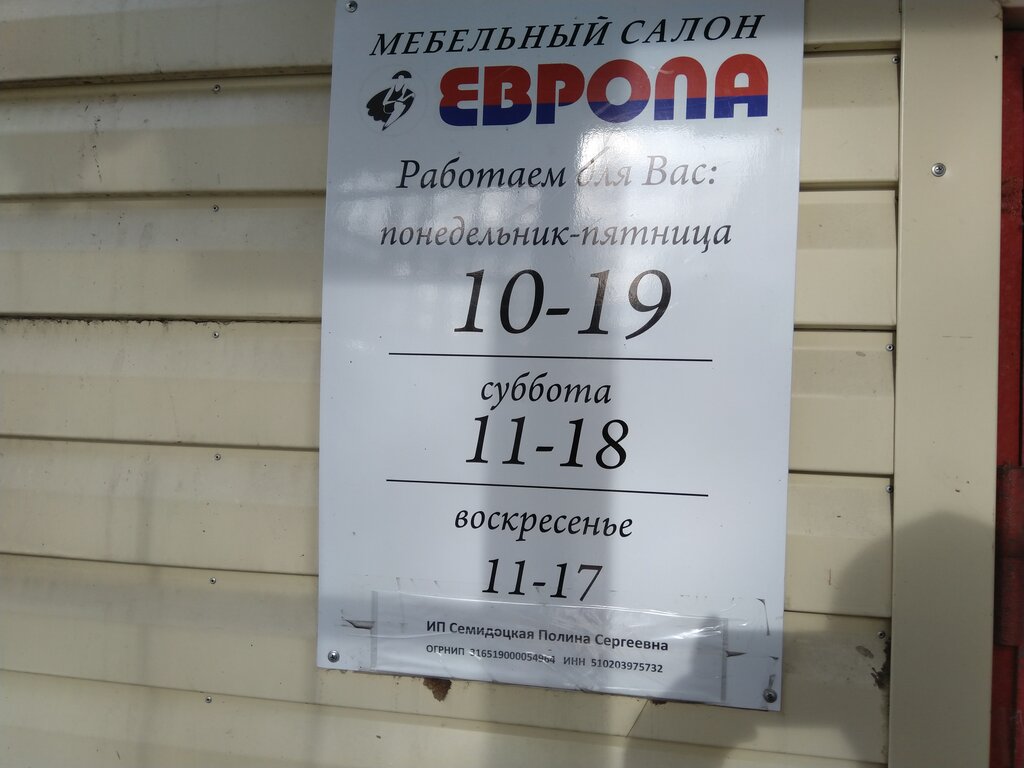 МЕБЕЛЬНЫЙ САЛОН
ЕВРОПА
Работаем для Вас:
понедельник-пятница
10-19
суббота
11-18
воскресенье
11-17
ИП Семидоцкая Полина Сергеевна
ОГРНИП 316519000054964 ИНН 510203975732